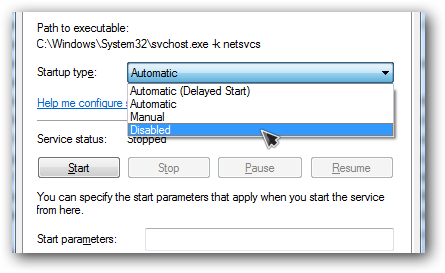 Path to executable:
C:\Windows\System32\svchost.exe -k netsvcs
Startup type: Automatic
Automatic (Delayed Start)
Help me configure
Automatic
Manual
Disabled
Service status: Stopped
Start Stop Pause Resume
You can specify the start parameters that apply when you start the service
from here.
Start parameters: